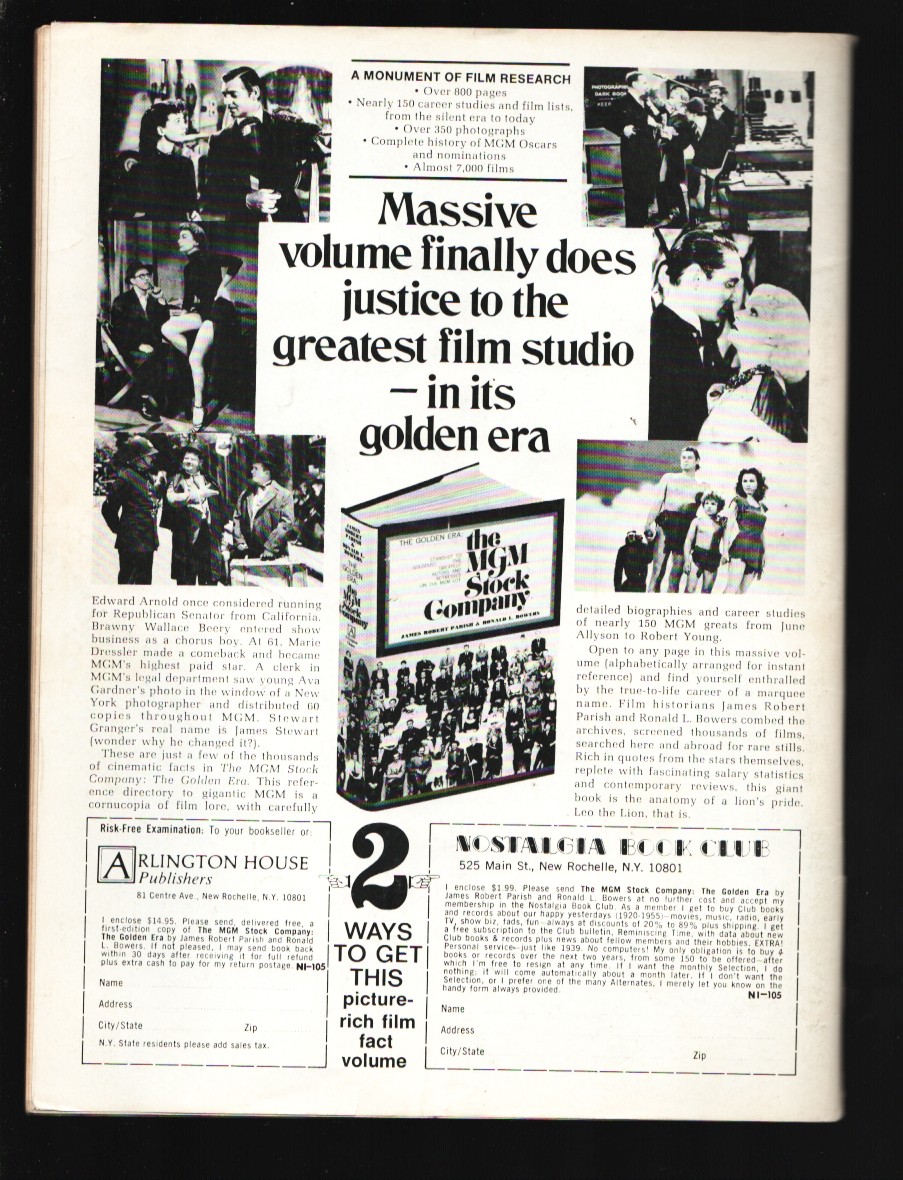 A MONUMENT OF FILM RESEARCH
• Over 800 pages
• Nearly 150 career studies and film lists,
from the silent era to today
• Over 350 photographs
• Complete history of MGM Oscars
and nominations
• Almost 7,000 films
PHOTOGRAPHIC
DARK ROOM
KEEP
Massive
volume finally does
justice to the
greatest film studio
— in its
golden era
THE GOLDEN ERA:
the
MGM
Stock
Company
JAMES ROBERT PARISH & RONALD L. BOWERS
Edward Arnold once considered running
for Republican Senator from California.
Brawny Wallace Beery entered show
business as a chorus boy. At 61, Marie
Dressler made a comeback and became
MGM's highest paid star. A clerk in
MGM's legal department saw young Ava
Gardner's photo in the window of a New
York photographer and distributed 60
copies throughout MGM. Stewart
Granger's real name is James Stewart
(wonder why he changed it?).
These are just a few of the thousands
of cinematic facts in The MGM Stock
Company: The Golden Era. This refer-
ence directory to gigantic MGM is a
cornucopia of film lore, with carefully
detailed biographies and career studies
of nearly 150 MGM greats from June
Allyson to Robert Young.
Open to any page in this massive vol-
ume (alphabetically arranged for instant
reference) and find yourself enthralled
by the true-to-life career of a marquee
name. Film historians James Robert
Parish and Ronald L. Bowers combed the
archives, screened thousands of films,
searched here and abroad for rare stills.
Rich in quotes from the stars themselves,
replete with fascinating salary statistics
and contemporary reviews, this giant
book is the anatomy of a lion's pride.
Leo the Lion, that is.
Risk-Free Examination: To your bookseller or:
ARLINGTON HOUSE
Publishers
81 Centre Ave., New Rochelle, N.Y. 10801
I enclose $14.95. Please send, delivered free, a
first-edition copy of The MGM Stock Company:
The Golden Era by James Robert Parish and Ronald
L. Bowers. If not pleased, I may send book back
within 30 days after receiving it for full refund
plus extra cash to pay for my return postage. NI-105
Name
Address
City/State Zip
N.Y. State residents please add sales tax.
2
WAYS
TO GET
THIS
picture-
rich film
fact
volume
NOSTALGIA BOOK CLUB
525 Main St., New Rochelle, N.Y. 10801
I enclose $1.99. Please send The MGM Stock Company: The Golden Era by
James Robert Parish and Ronald L. Bowers at no further cost and accept my
membership in the Nostalgia Book Club. As a member I get to buy Club books
and records about our happy yesterdays (1920-1955)—movies, music, radio, early
TV, show biz, fads, fun—always at discounts of 20% to 89% plus shipping. I get
a free subscription to the Club bulletin, Reminiscing Time, with data about new
Club books & records plus news about fellow members and their hobbies. EXTRA!
Personal service—just like 1939. No computers! My only obligation is to buy 4
books or records over the next two years, from some 150 to be offered—after
which I'm free to resign at any time. If I want the monthly Selection, I do
nothing; it will come automatically about a month later. If I don't want the
Selection, or I prefer one of the many Alternates, I merely let you know on the
handy form always provided.
NI-105
Name
Address
City/State Zip